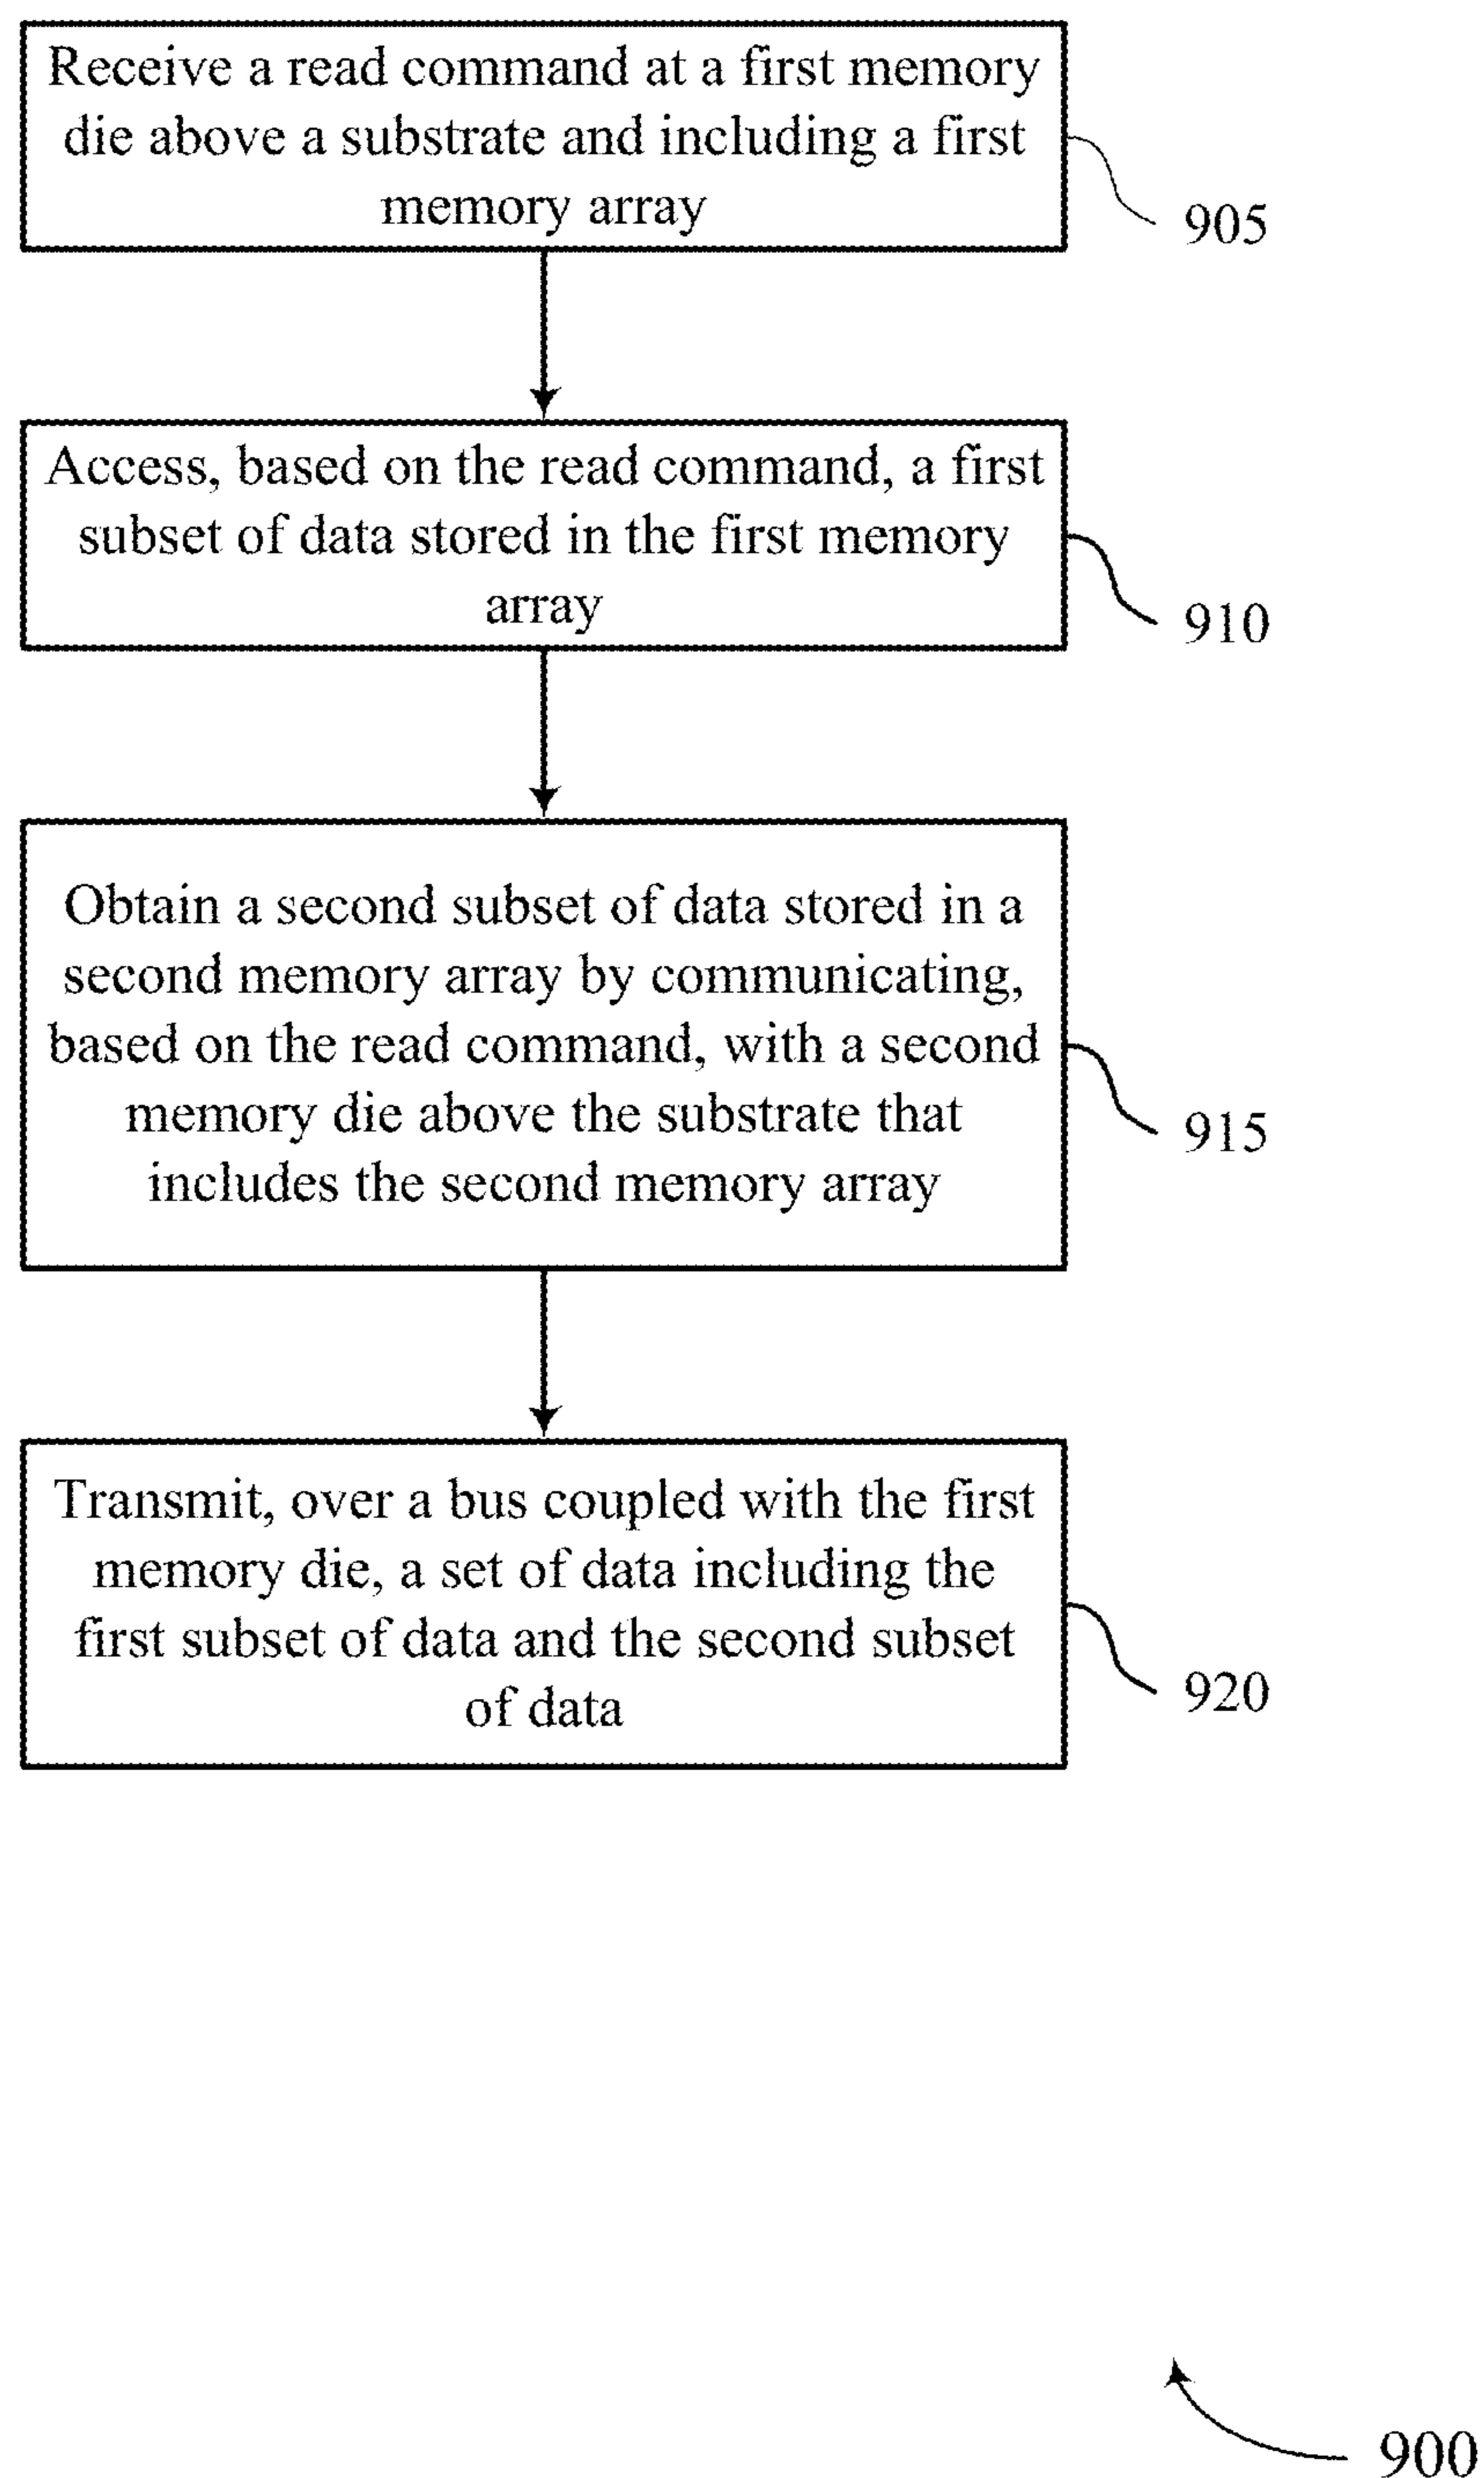 Receive a read command at a first memory
die above a substrate and including a first
memory array
905
Access, based on the read command, a first
subset of data stored in the first memory
array
910
Obtain a second subset of data stored in a
second memory array by communicating,
based on the read command, with a second
memory die above the substrate that
includes the second memory array
915
Transmit, over a bus coupled with the first
memory die, a set of data including the
first subset of data and the second subset
of data
920
900